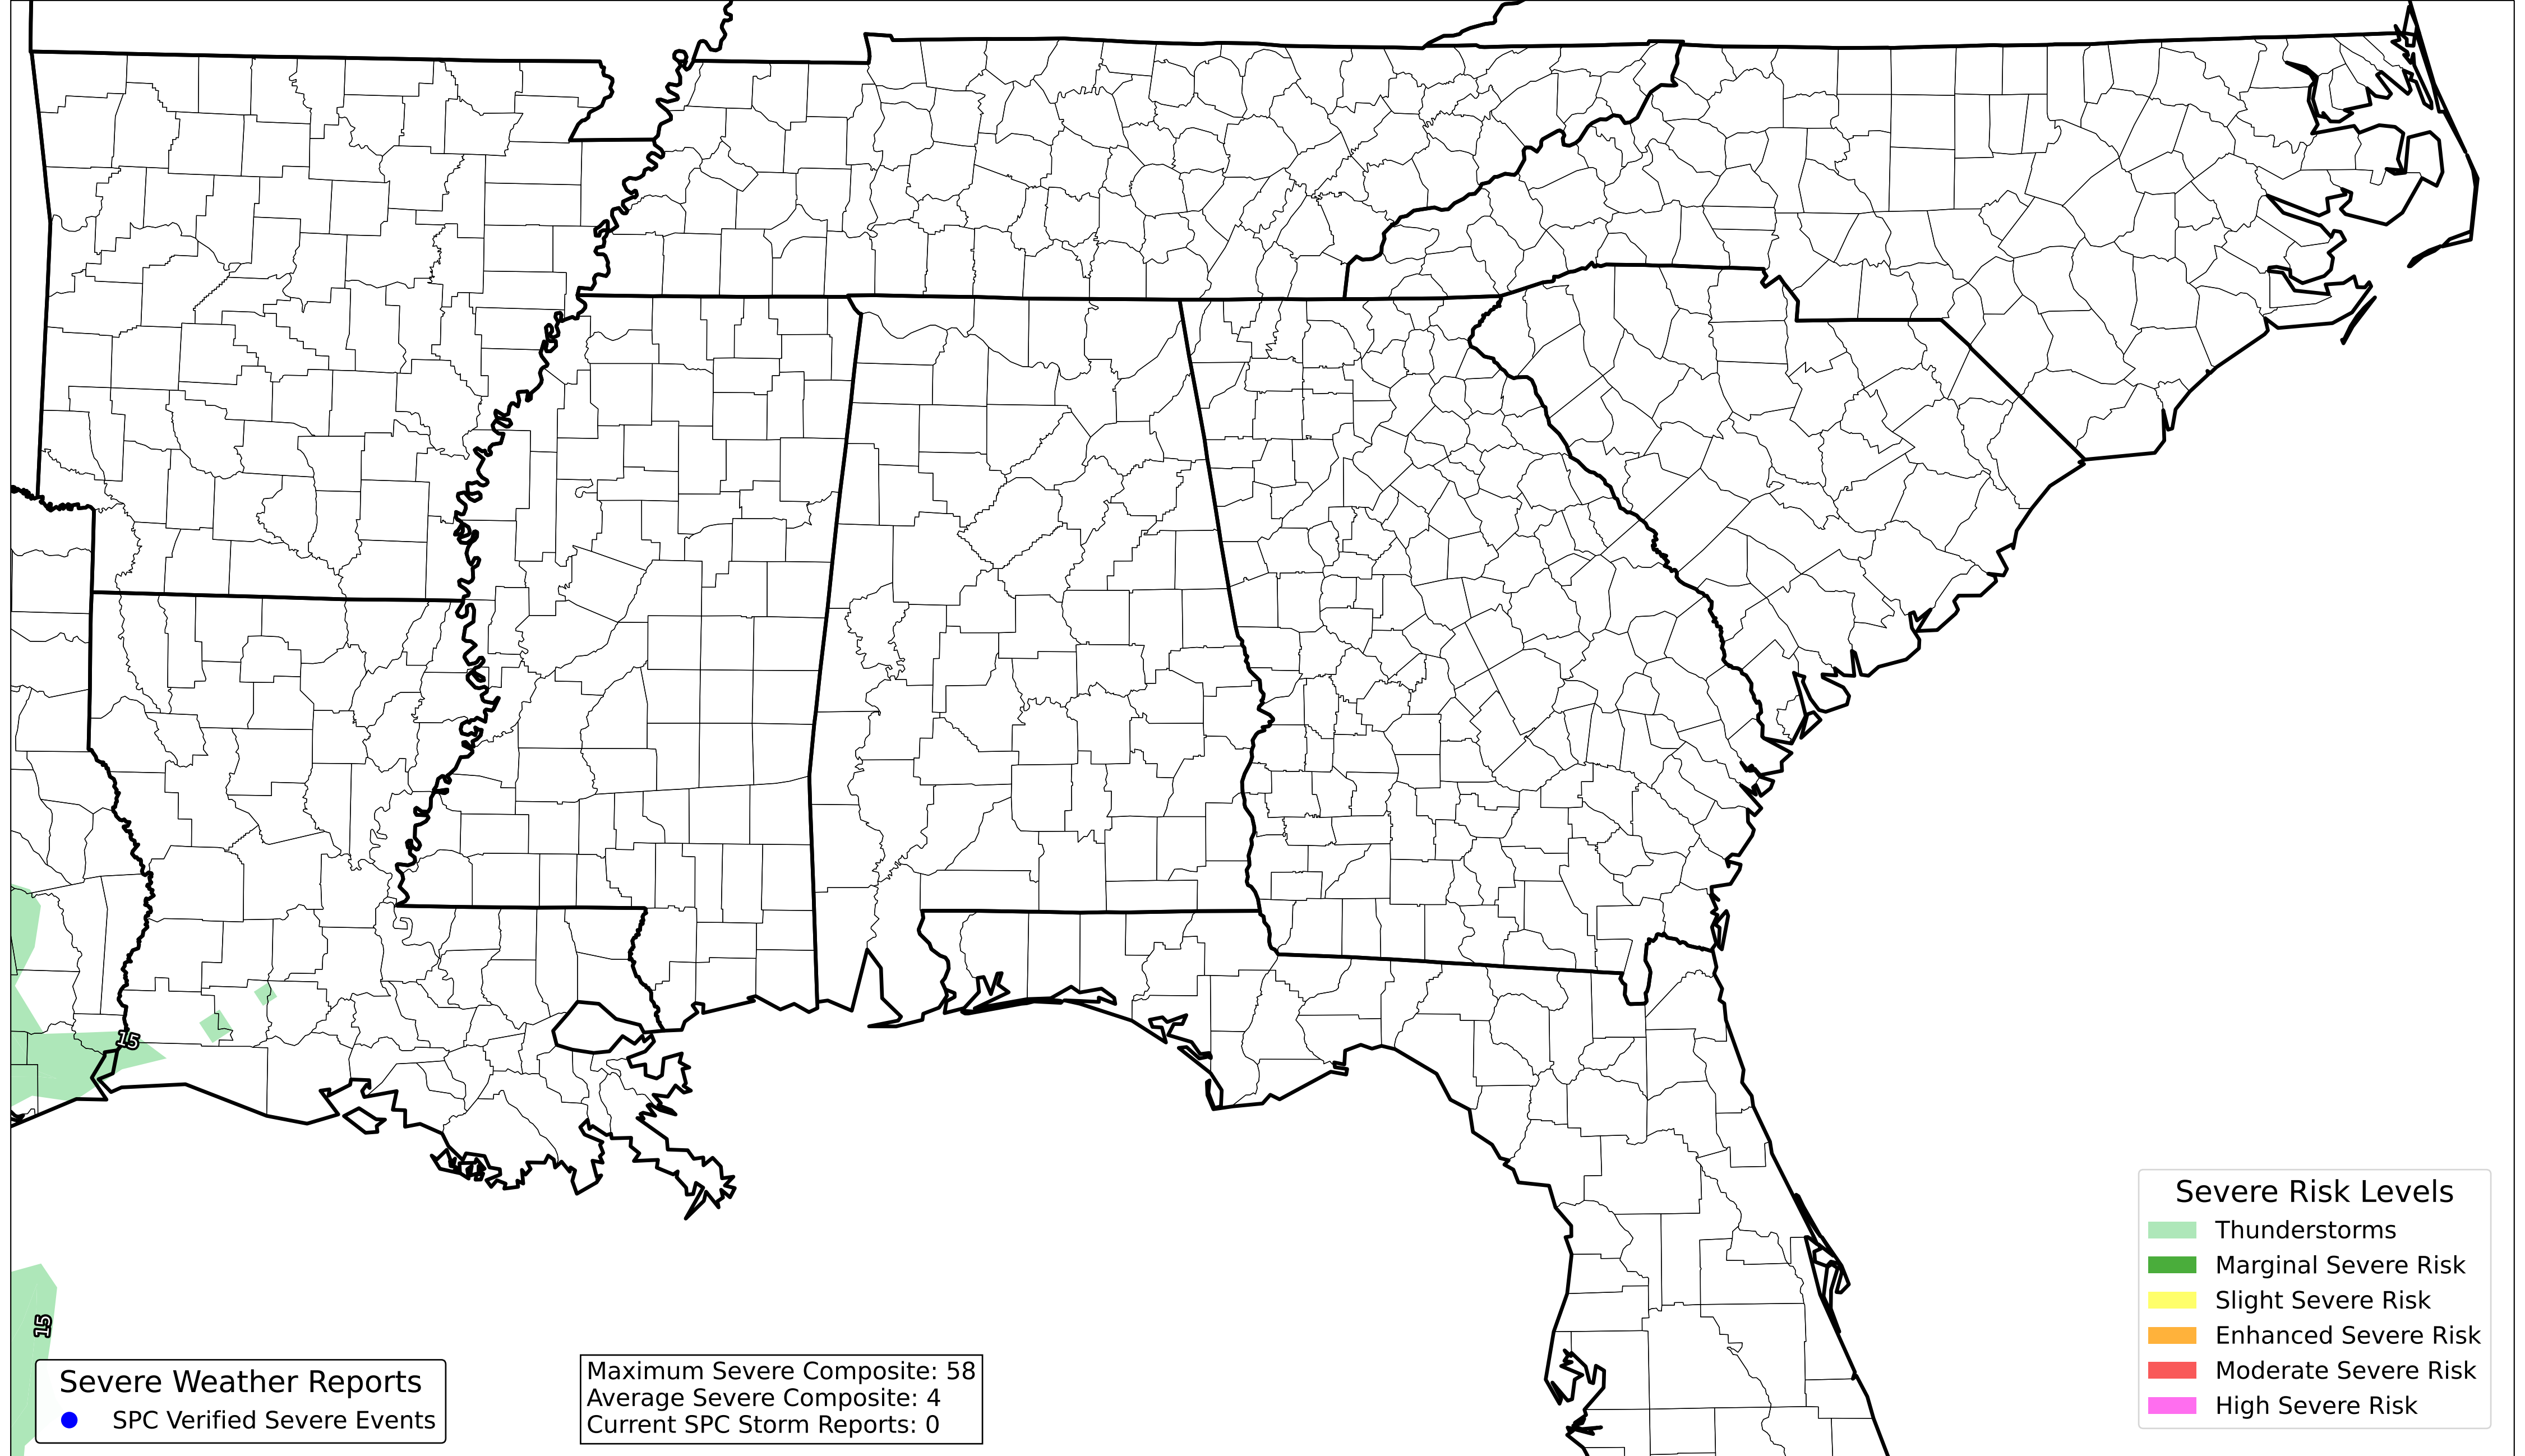 15
15
Severe Weather Reports
SPC Verified Severe Events
Maximum Severe Composite: 58
Average Severe Composite: 4
Current SPC Storm Reports: 0
Severe Risk Levels
Thunderstorms
Marginal Severe Risk
Slight Severe Risk
Enhanced Severe Risk
Moderate Severe Risk
High Severe Risk